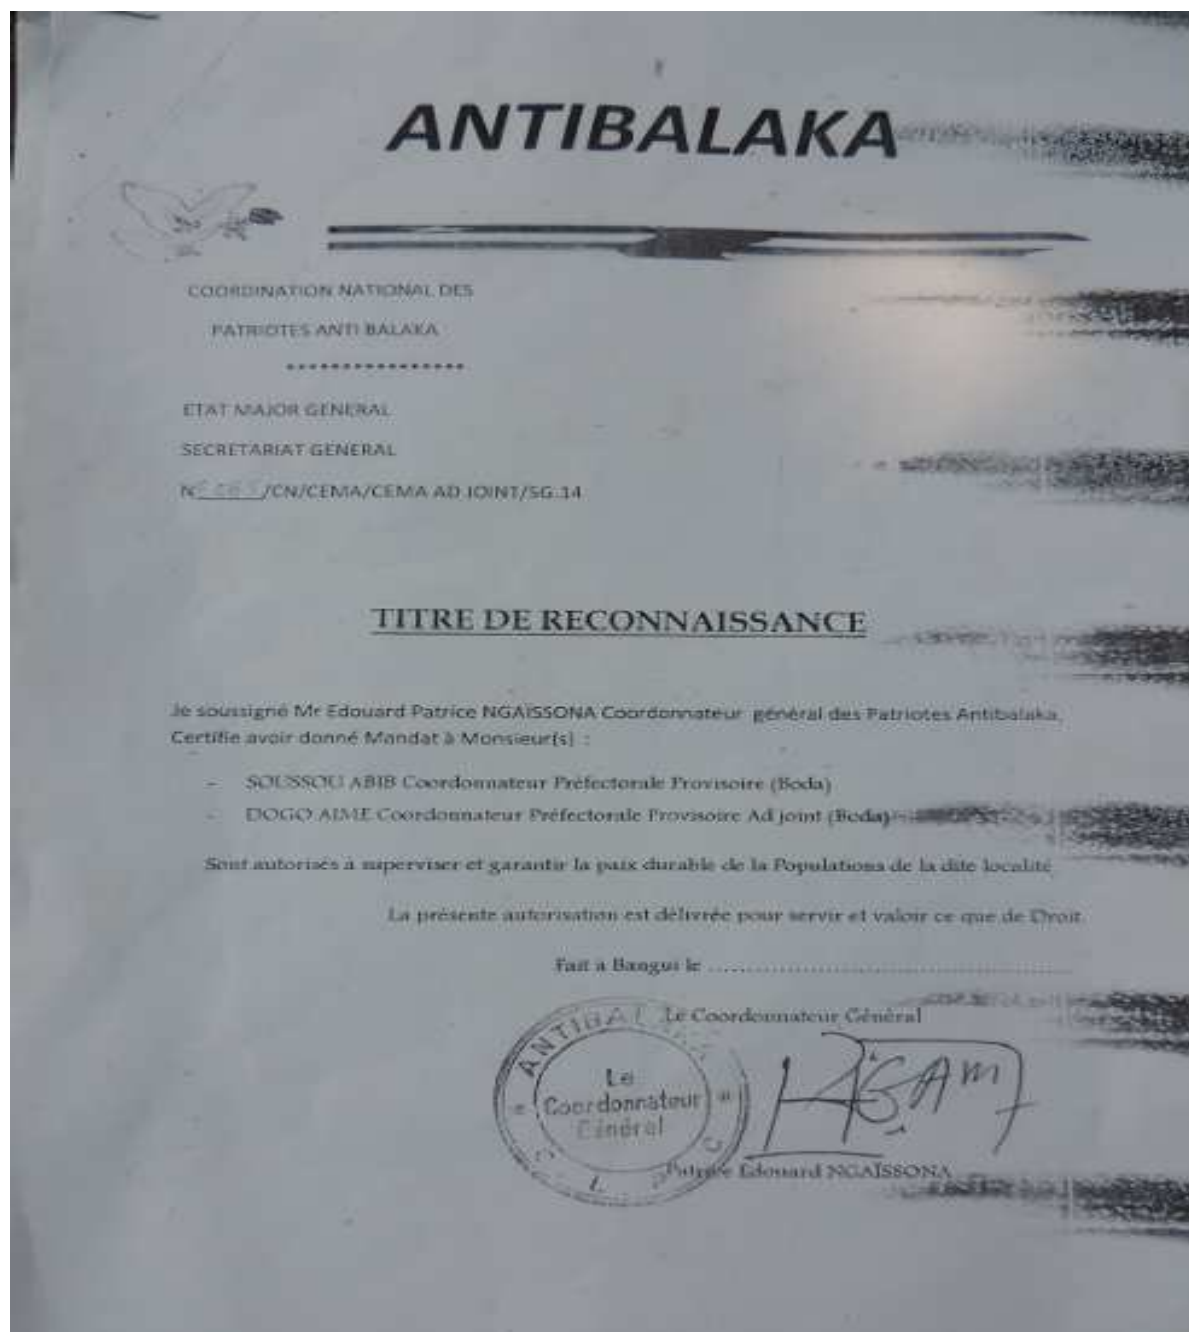 ANTIBALAKA
COORDINATION NATIONAL DES
PATRIOTES ANTI BALAKA
****************
ETAT MAJOR GENERAL
SECRETARIAT GENERAL
N /CN/CEMA/CEMA AD JOINT/SG.14
TITRE DE RECONNAISSANCE
Je soussigné Mr Edouard Patrice NGAÏSSONA Coordonnateur général des Patriotes Antibalaka,
Certifie avoir donné Mandat à Monsieur(s) :
- SOUSSOU ABIB Coordonnateur Préfectorale Provisoire (Boda)
- DOGO AIME Coordonnateur Préfectorale Provisoire Ad joint (Boda)
Sont autorisés à superviser et garantir la paix durable de la Populations de la dite localité
La présente autorisation est délivrée pour servir et valoir ce que de Droit.
Fait a Bangui le ......................................................
Le Coordonnateur Général
ANTIBALAKA
Le
Coordonnateur
Général
Patrice Edouard NGAÏSSONA